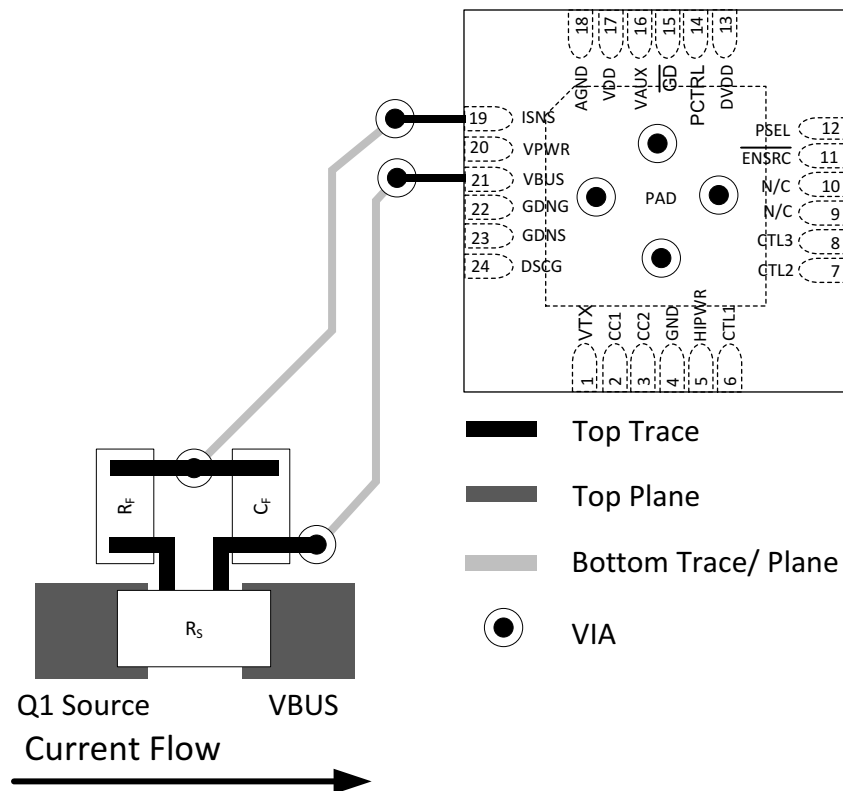 18 17 16 15 14 13
AGND VDD VAUX GD PCTRL DVDD
19 ISNS
20 VPWR
21 VBUS
22 GDNG
23 GDNS
24 DSCG
PAD
PSEL 12
ENSRC 11
N/C 10
N/C 9
CTL3 8
CTL2 7
VTX CC1 CC2 GND HIPWR CTL1
1 2 3 4 5 6
Top Trace
Top Plane
Bottom Trace/ Plane
VIA
RF
CF
RS
Q1 Source
VBUS
Current Flow